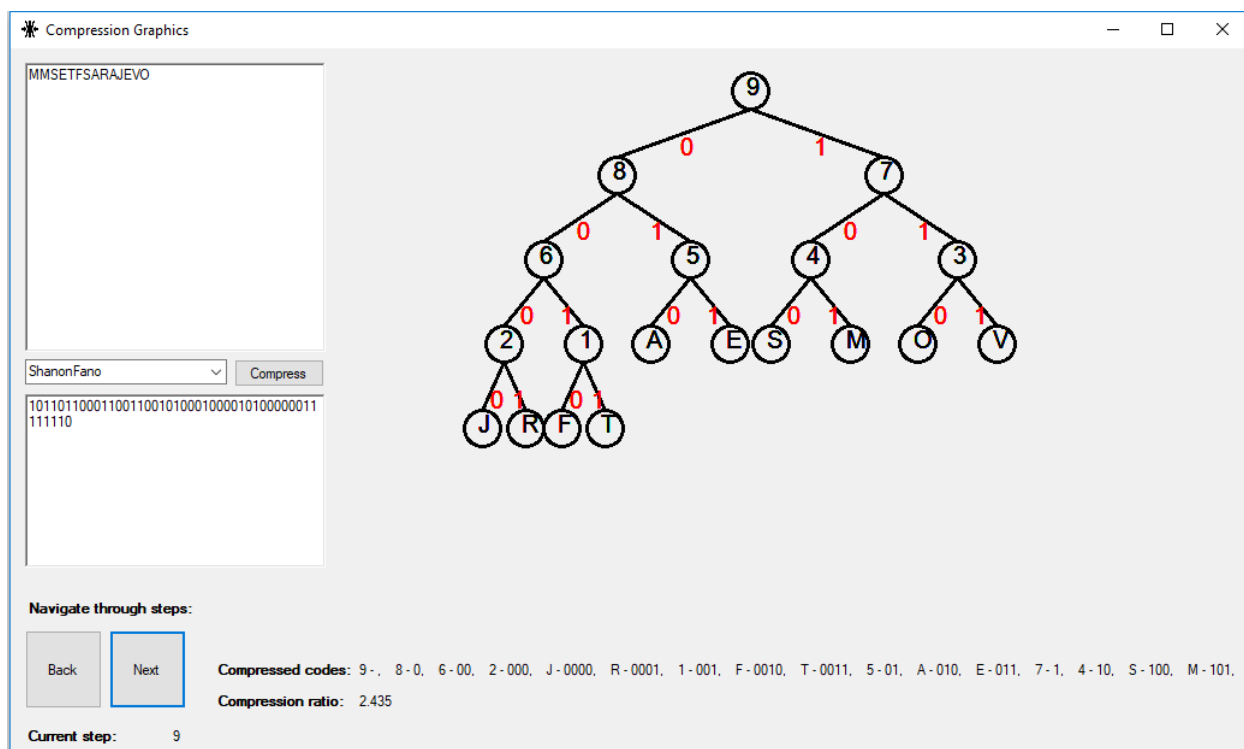 Compression Graphics
MMSETFSARAJEVO
9
0 1
8 7
0 1 0 1
6 5 4 3
0 1 0 1 0 1 0 1
2 1 A E S M O V
0 1 0 1
J R F T
ShanonFano
Compress
1011011000110011001010001000010100000011
111110
Navigate through steps:
Back Next
Compressed codes: 9 - , 8 - 0, 6 - 00, 2 - 000, J - 0000, R - 0001, 1 - 001, F - 0010, T - 0011, 5 - 01, A - 010, E - 011, 7 - 1, 4 - 10, S - 100, M - 101,
Compression ratio: 2.435
Current step: 9